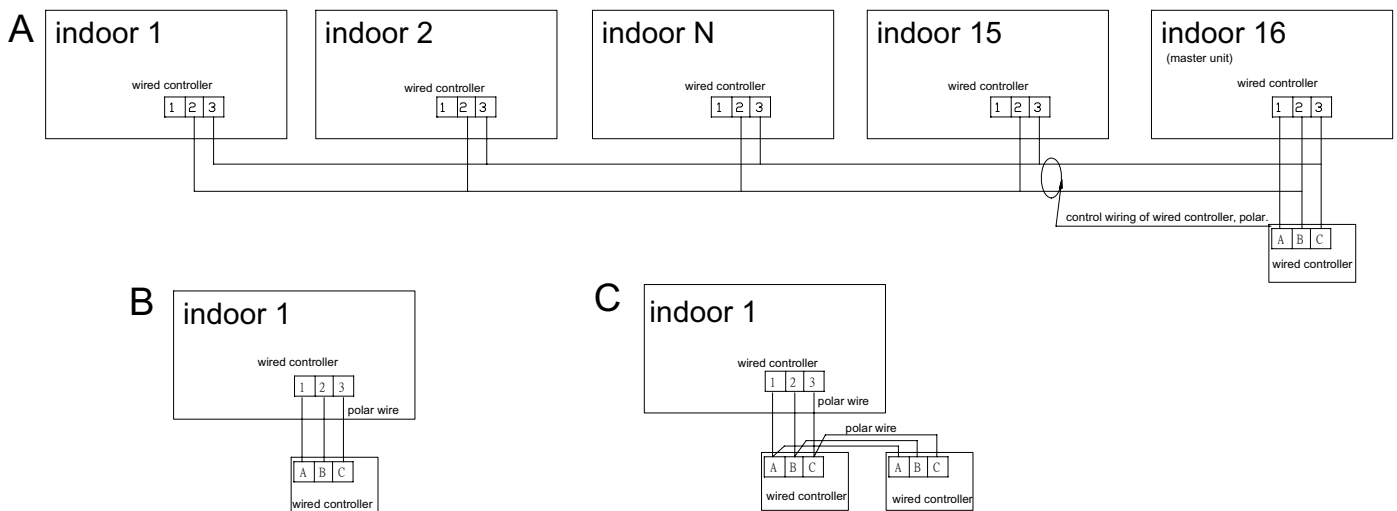 A
indoor 1
wired controller
1 2 3
indoor 2
wired controller
1 2 3
indoor N
wired controller
1 2 3
indoor 15
wired controller
1 2 3
indoor 16
(master unit)
wired controller
1 2 3
control wiring of wired controller, polar.
A B C
wired controller
B
indoor 1
wired controller
1 2 3
polar wire
A B C
wired controller
C
indoor 1
wired controller
1 2 3
polar wire
polar wire
A B C
wired controller
A B C
wired controller